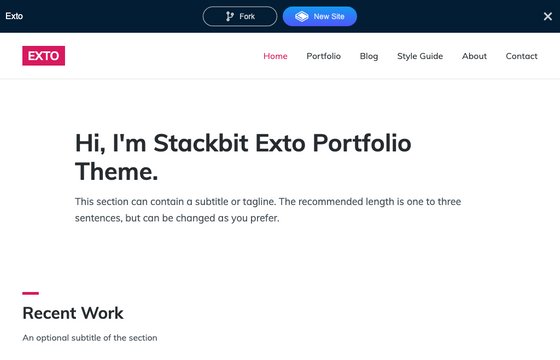 Exto
Fork
New Site
EXTO
Home
Portfolio
Blog
Style Guide
About
Contact
Hi, I'm Stackbit Exto Portfolio
Theme.
This section can contain a subtitle or tagline. The recommended length is one to three
sentences, but can be changed as you prefer.
Recent Work
An optional subtitle of the section